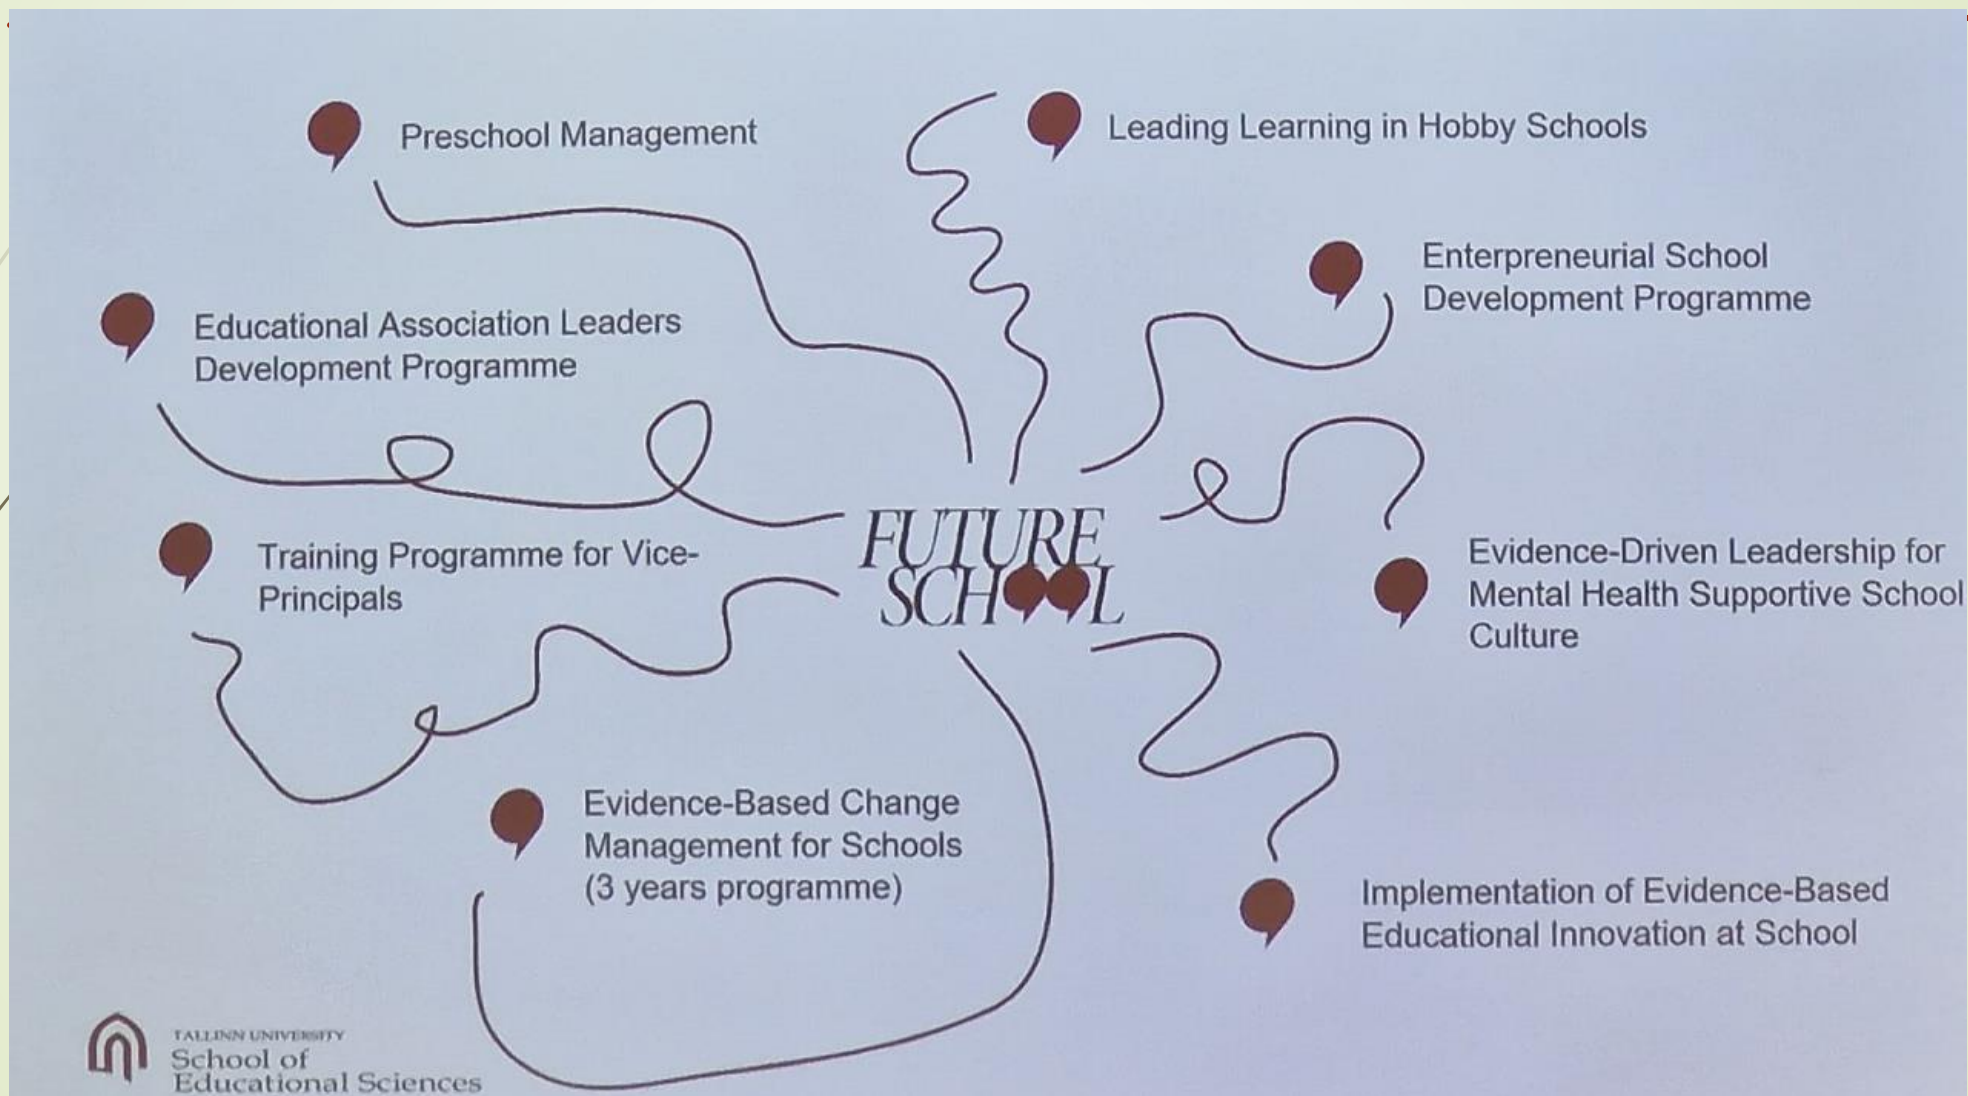 Preschool Management
Leading Learning in Hobby Schools
Enterpreneurial School
Development Programme
Educational Association Leaders
Development Programme
FUTURE
SCHOOL
Training Programme for Vice-
Principals
Evidence-Driven Leadership for
Mental Health Supportive School
Culture
Evidence-Based Change
Management for Schools
(3 years programme)
Implementation of Evidence-Based
Educational Innovation at School
TALLINN UNIVERSITY
School of
Educational Sciences